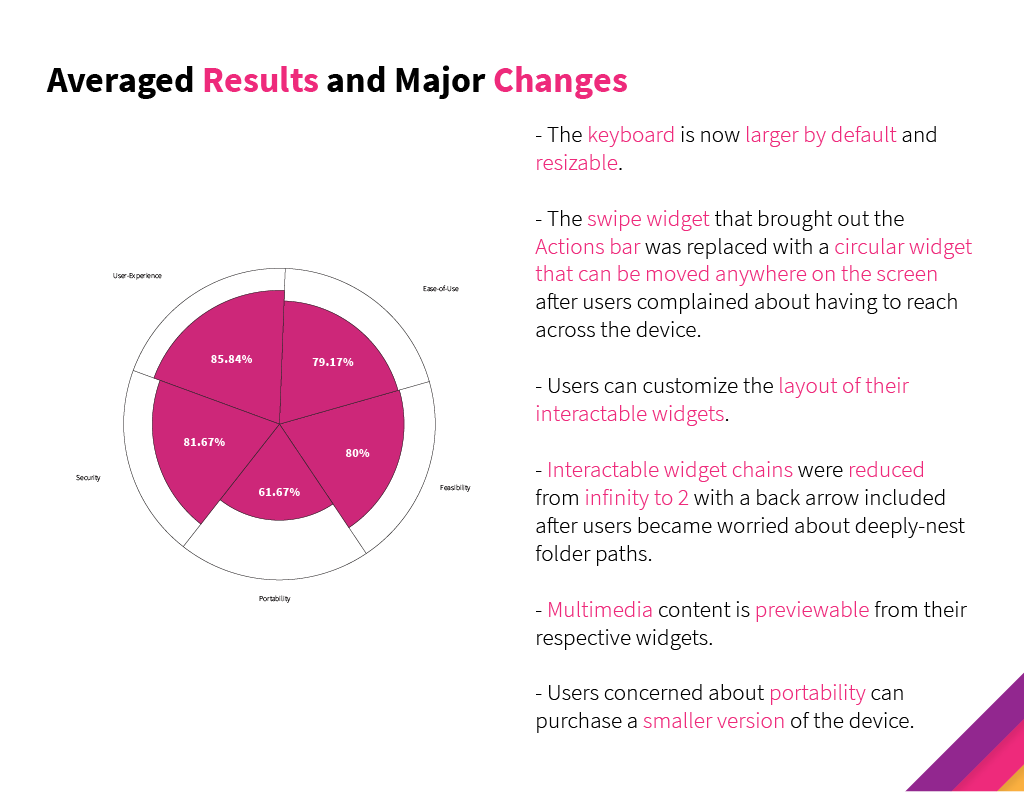 Averaged Results and Major Changes
User-Experience
Ease-of-Use
85.84%
79.17%
81.67%
80%
61.67%
Security
Feasibility
Portability
- The keyboard is now larger by default and
resizable.
- The swipe widget that brought out the
Actions bar was replaced with a circular widget
that can be moved anywhere on the screen
after users complained about having to reach
across the device.
- Users can customize the layout of their
interactable widgets.
- Interactable widget chains were reduced
from infinity to 2 with a back arrow included
after users became worried about deeply-nest
folder paths.
- Multimedia content is previewable from their
respective widgets.
- Users concerned about portability can
purchase a smaller version of the device.